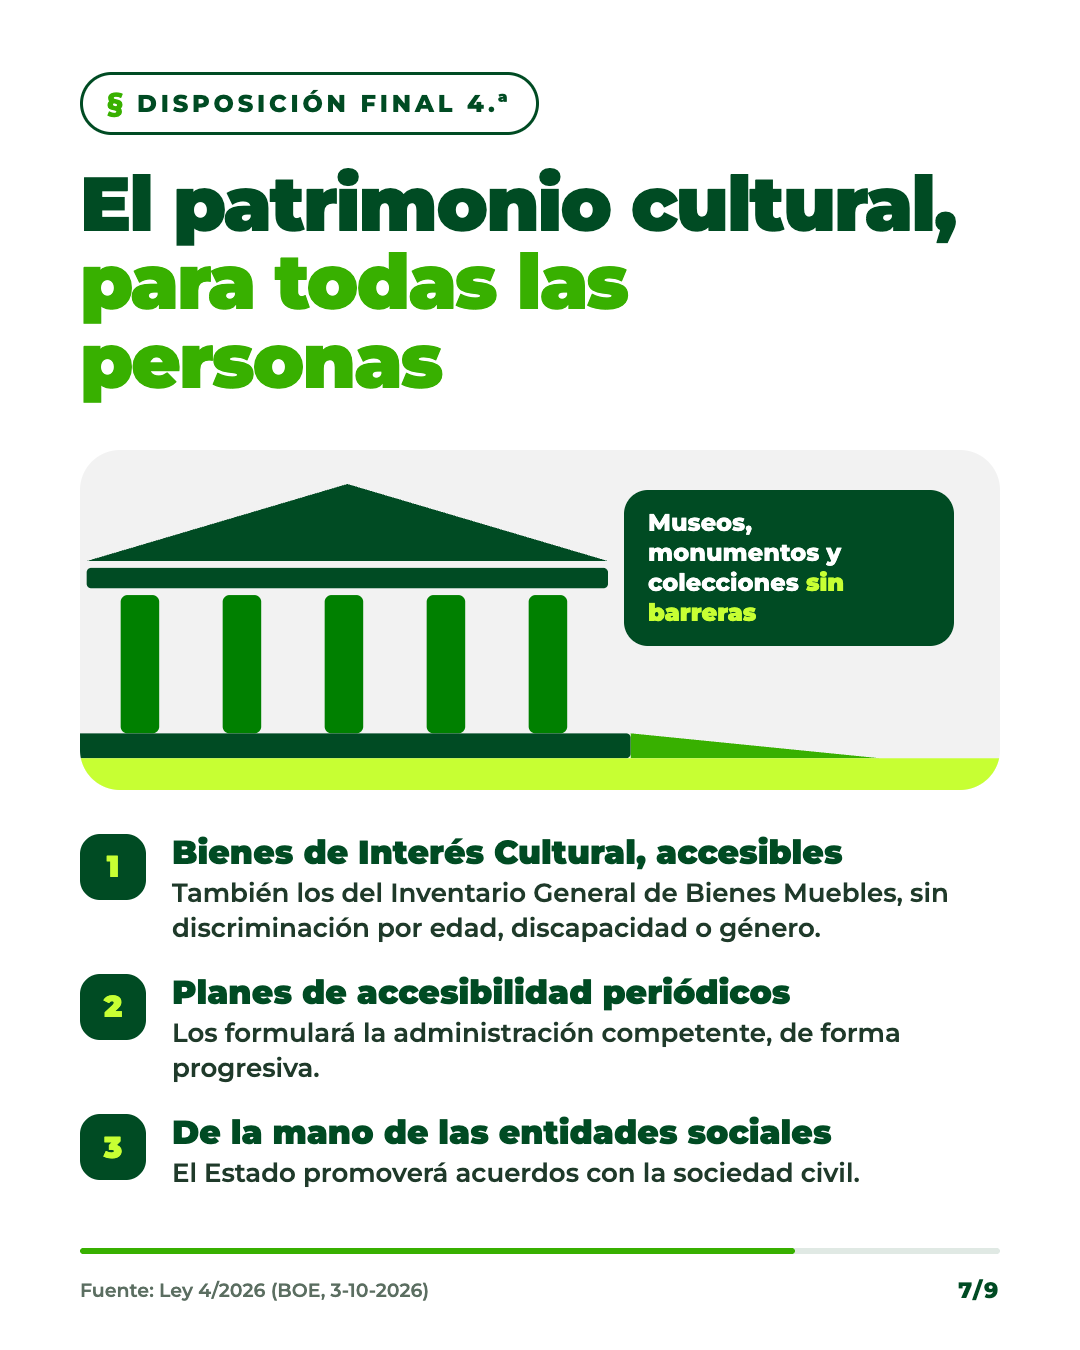 § DISPOSICIÓN FINAL 4.ª
El patrimonio cultural,
para todas las
personas
Museos,
monumentos y
colecciones sin
barreras
1
Bienes de Interés Cultural, accesibles
También los del Inventario General de Bienes Muebles, sin
discriminación por edad, discapacidad o género.
2
Planes de accesibilidad periódicos
Los formulará la administración competente, de forma
progresiva.
3
De la mano de las entidades sociales
El Estado promoverá acuerdos con la sociedad civil.
Fuente: Ley 4/2026 (BOE, 3-10-2026)
7/9